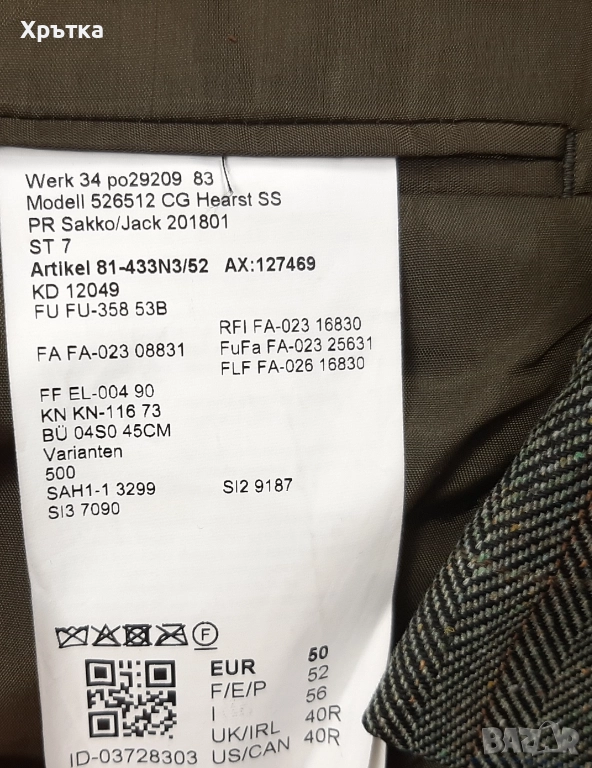 Хрътка
Werk 34 po29209 83
Modell 526512 CG Hearst SS
PR Sakko/Jack 201801
ST 7
Artikel 81-433N3/52 AX:127469
KD 12049
FU FU-358 53B
RFI FA-023 16830
FA FA-023 08831 FuFa FA-023 25631
FLF FA-026 16830
FF EL-004 90
KN KN-116 73
BÜ 04S0 45CM
Varianten
500
SAH1-1 3299 SI2 9187
SI3 7090
F
EUR 50
F/E/P 52
I 56
UK/IRL 40R
US/CAN 40R
ID-03728303
BAZAR